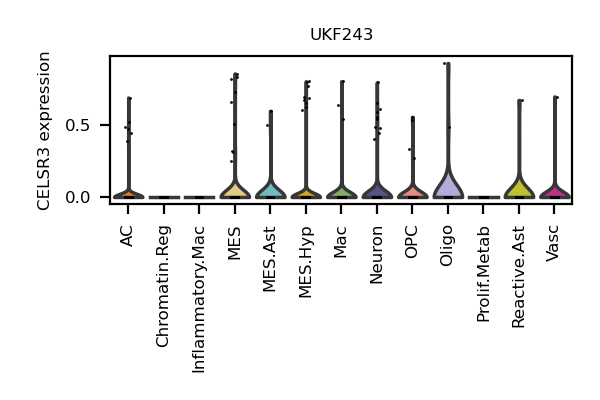 UKF243
CELSR3 expression
0.5
0.0
AC
Chromatin.Reg
Inflammatory.Mac
MES
MES.Ast
MES.Hyp
Mac
Neuron
OPC
Oligo
Prolif.Metab
Reactive.Ast
Vasc